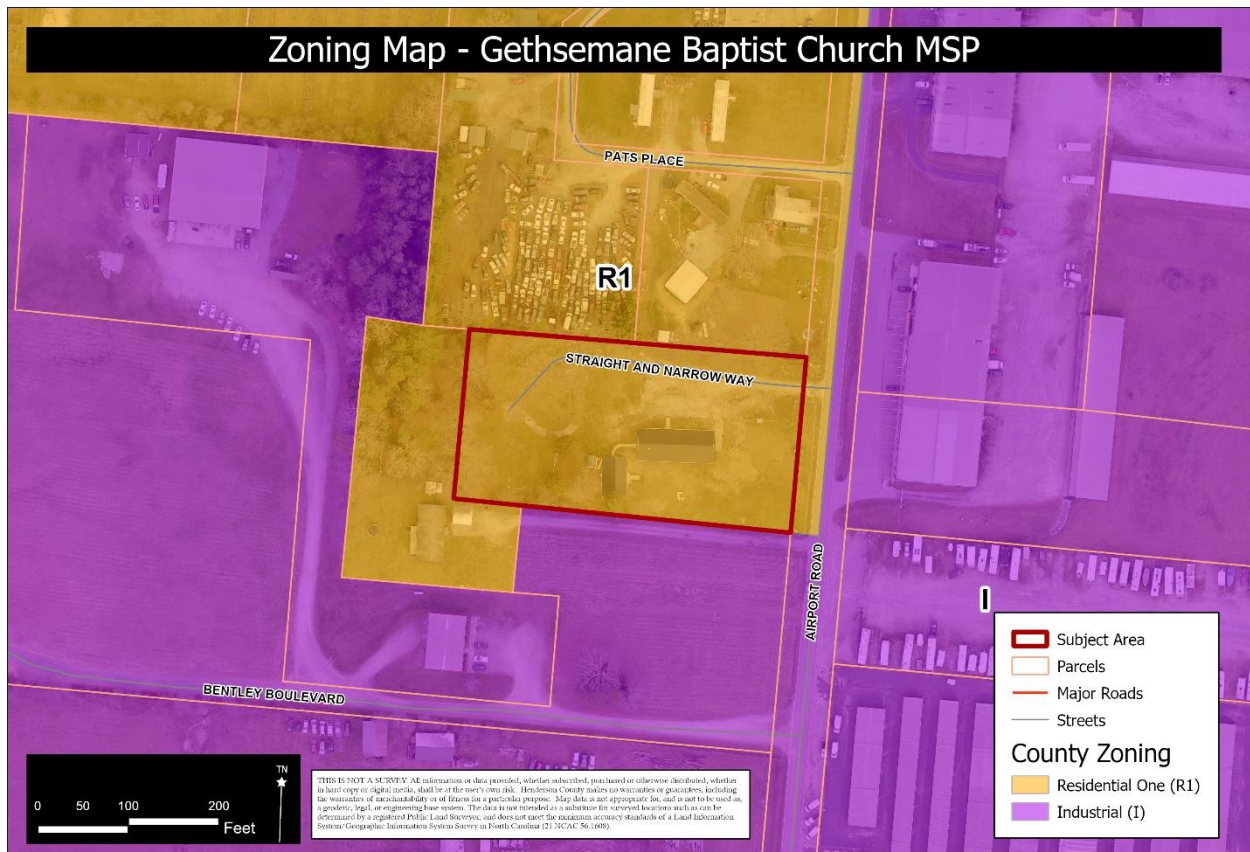 Zoning Map - Gethsemane Baptist Church MSP
PATS PLACE
R1
STRAIGHT AND NARROW WAY
AIRPORT ROAD
I
BENTLEY BOULEVARD
Subject Area
Parcels
Major Roads
Streets
County Zoning
Residential One (R1)
Industrial (I)
TN
0 50 100 200
Feet
THIS IS NOT A SURVEY. All information or data provided, whether subscribed, purchased or otherwise distributed, whether
in hard copy or digital media, shall be at the user's own risk. Henderson County makes no warranties or guarantees, including
the warranties of merchantability or of fitness for a particular purpose. Map data is not appropriate for, and is not to be used as,
a geodetic, legal, or engineering base system. The data is not intended as a substitute for surveyed locations such as can be
determined by a registered Public Land Surveyor, and does not meet the minimum accuracy standards of a Land Information
System/Geographic Information System Survey in North Carolina (21 NCAC 56.1608).